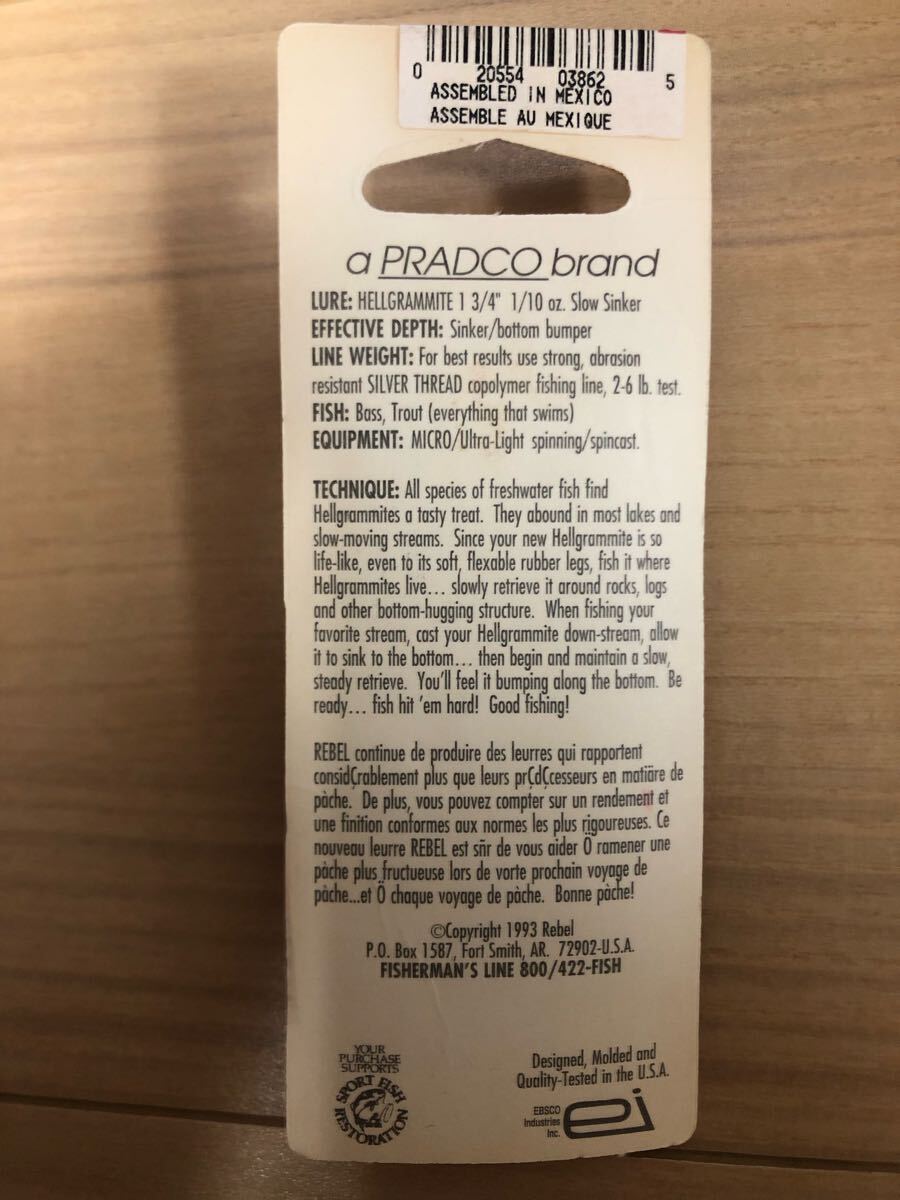 0 20554 03862 5
ASSEMBLED IN MEXICO
ASSEMBLE AU MEXIQUE
a PRADCO brand
LURE: HELLGRAMMITE 1 3/4" 1/10 oz. Slow Sinker
EFFECTIVE DEPTH: Sinker/bottom bumper
LINE WEIGHT: For best results use strong, abrasion
resistant SILVER THREAD copolymer fishing line, 2-6 lb. test.
FISH: Bass, Trout (everything that swims)
EQUIPMENT: MICRO/Ultra-Light spinning/spincast.
TECHNIQUE: All species of freshwater fish find
Hellgrammites a tasty treat. They abound in most lakes and
slow-moving streams. Since your new Hellgrammite is so
life-like, even to its soft, flexable rubber legs, fish it where
Hellgrammites live... slowly retrieve it around rocks, logs
and other bottom-hugging structure. When fishing your
favorite stream, cast your Hellgrammite down-stream, allow
it to sink to the bottom... then begin and maintain a slow,
steady retrieve. You'll feel it bumping along the bottom. Be
ready... fish hit 'em hard! Good fishing!
REBEL continue de produire des leurres qui rapportent
considÇrablement plus que leurs prÇdÇcesseurs en matiäre de
pàche. De plus, vous pouvez compter sur un rendement et
une finition conformes aux normes les plus rigoureuses. Ce
nouveau leurre REBEL est sñr de vous aider Ö ramener une
pàche plus fructueuse lors de vorte prochain voyage de
pàche...et Ö chaque voyage de pàche. Bonne pàche!
©Copyright 1993 Rebel
P.O. Box 1587, Fort Smith, AR. 72902-U.S.A.
FISHERMAN'S LINE 800/422-FISH
YOUR
PURCHASE
SUPPORTS
SPORT FISH
RESTORATION
Designed, Molded and
Quality-Tested in the U.S.A.
EBSCO
Industries
Inc.
ei